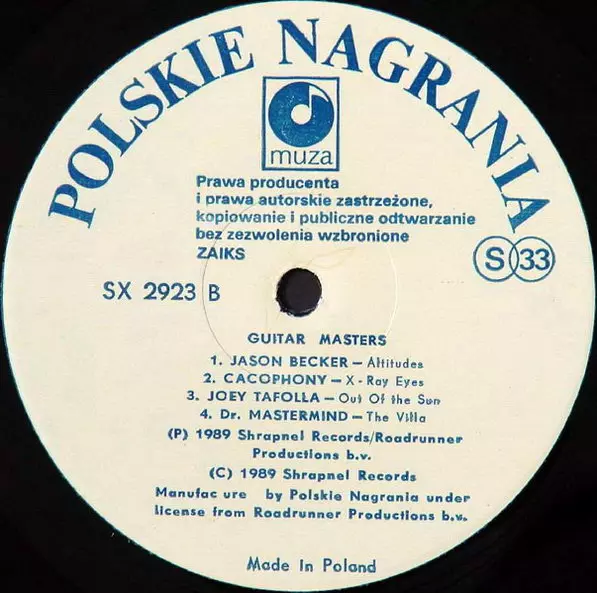 POLSKIE NAGRANIA
muza
Prawa producenta
i prawa autorskie zastrzeżone,
kopiowanie i publiczne odtwarzanie
bez zezwolenia wzbronione
ZAIKS
S 33
SX 2923 B
GUITAR MASTERS
1. JASON BECKER – Altitudes
2. CACOPHONY – X-Ray Eyes
3. JOEY TAFOLLA – Out Of the Sun
4. Dr. MASTERMIND – The Villa
(P) 1989 Shrapnel Records/Roadrunner
Productions b.v.
(C) 1989 Shrapnel Records
Manufac ure by Polskie Nagrania under
license from Roadrunner Productions b.v.
Made In Poland